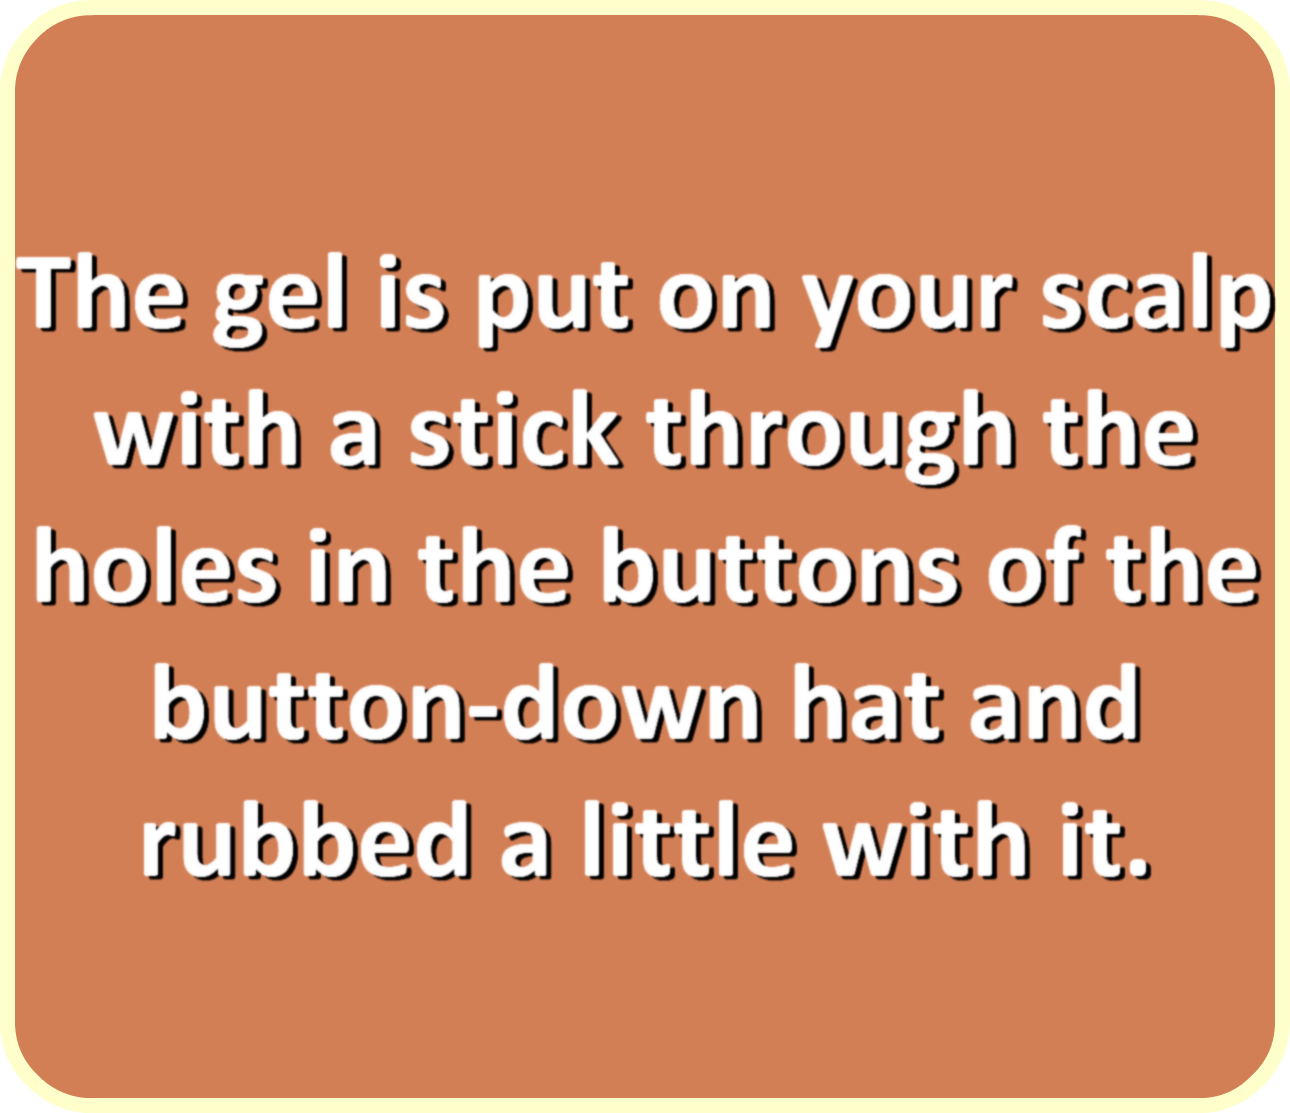 The gel is put on your scalp
with a stick through the
holes in the buttons of the
button-down hat and
rubbed a little with it.